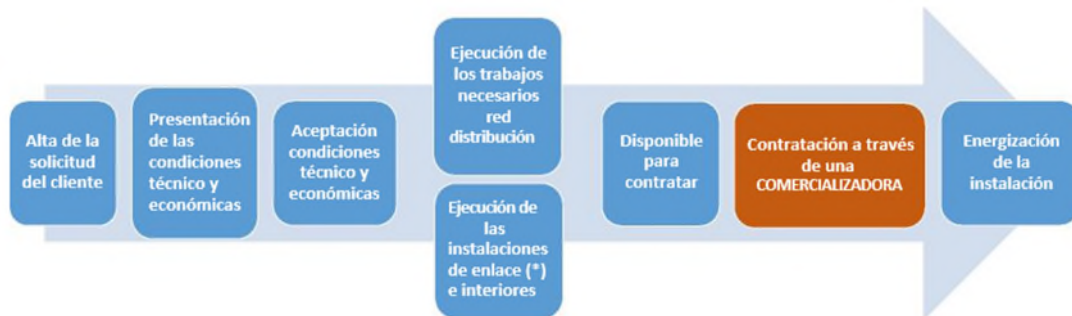 Alta de la
solicitud
del cliente
Presentación
de las
condiciones
técnico y
económicas
Aceptación
condiciones
técnico y
económicas
Ejecución de
los trabajos
necesarios
red
distribución
Ejecución de
las
instalaciones
de enlace (*)
e interiores
Disponible
para
contratar
Contratación a través
de una
COMERCIALIZADORA
Energización
de la
instalación